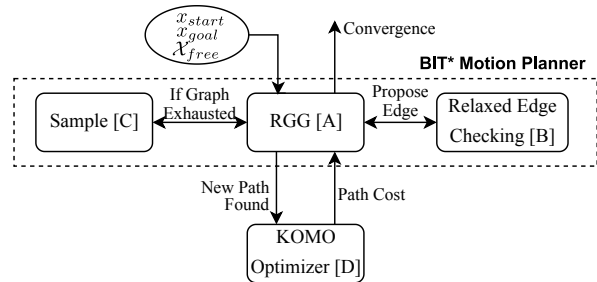 x_start
x_goal
𝒳_free
Convergence
BIT* Motion Planner
Sample [C]
If Graph
Exhausted
RGG [A]
Propose
Edge
Relaxed Edge
Checking [B]
New Path
Found
Path Cost
KOMO
Optimizer [D]